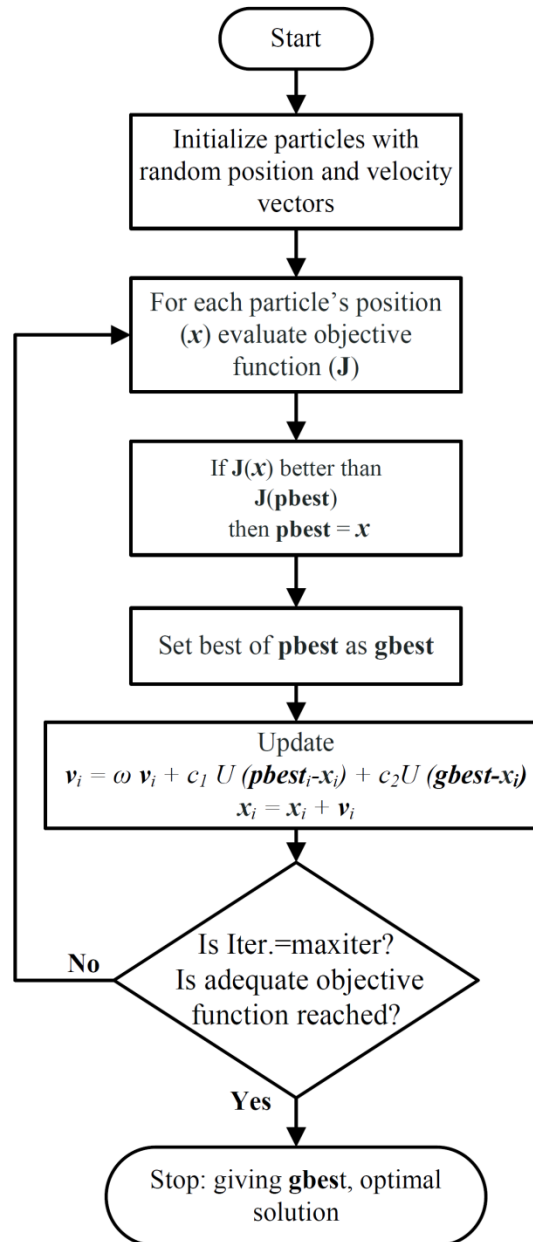 Start
Initialize particles with
random position and velocity
vectors
For each particle’s position
(x) evaluate objective
function (J)
If J(x) better than
J(pbest)
then pbest = x
Set best of pbest as gbest
Update
vᵢ = ω vᵢ + c₁ U (pbestᵢ-xᵢ) + c₂U (gbest-xᵢ)
xᵢ = xᵢ + vᵢ
Is Iter.=maxiter?
No
Is adequate objective
function reached?
Yes
Stop: giving gbest, optimal
solution